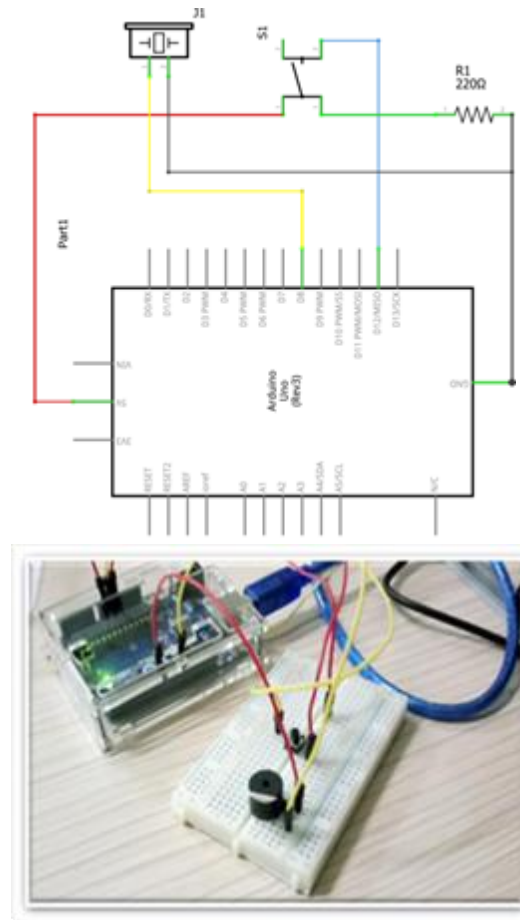 J1
S1
R1
220Ω
Part1
D0/RX
D1/TX
D2
D3 PWM
D4
D5 PWM
D6 PWM
D7
D8
D9 PWM
D10 PWM/SS
D11 PWM/MOSI
D12/MISO
D13/SCK
VIN
5V
3V3
Arduino
Uno
(Rev3)
GND
RESET
RESET2
AREF
ioref
A0
A1
A2
A3
A4/SDA
A5/SCL
N/C